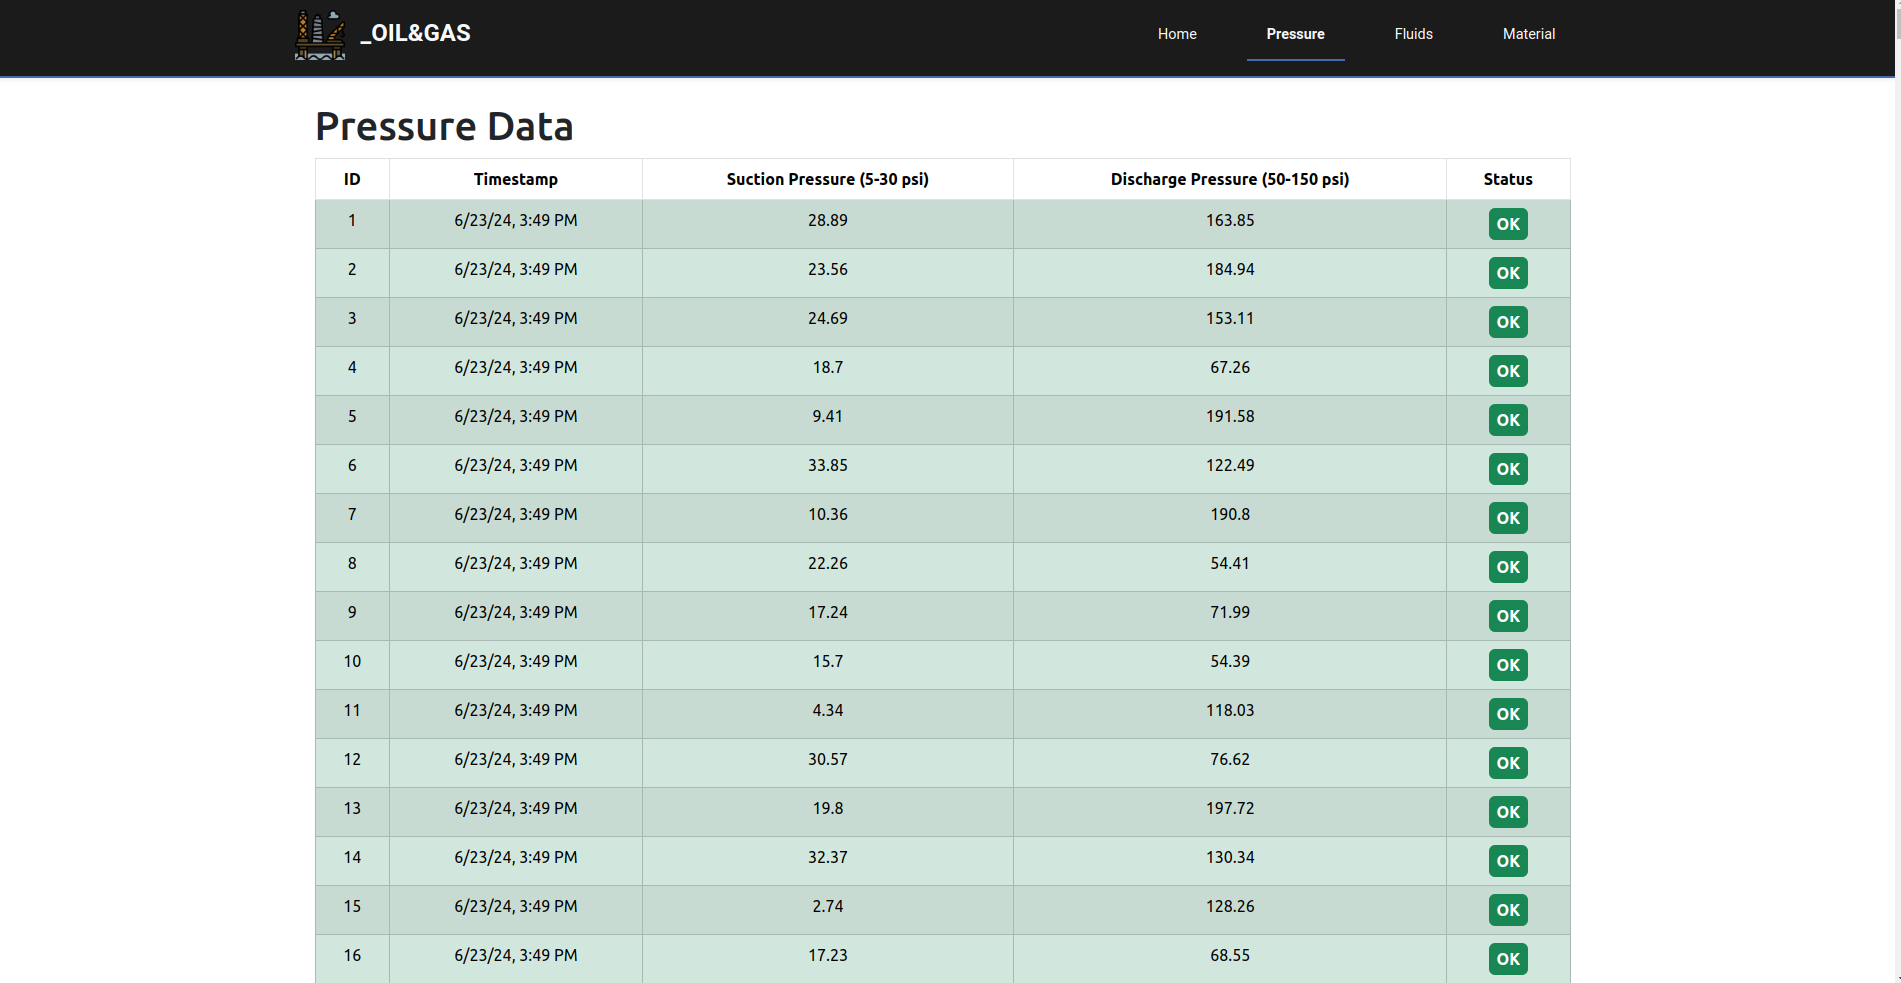 _OIL&GAS Home Pressure Fluids Material
Pressure Data
ID Timestamp Suction Pressure (5-30 psi) Discharge Pressure (50-150 psi) Status
1 6/23/24, 3:49 PM 28.89 163.85 OK
2 6/23/24, 3:49 PM 23.56 184.94 OK
3 6/23/24, 3:49 PM 24.69 153.11 OK
4 6/23/24, 3:49 PM 18.7 67.26 OK
5 6/23/24, 3:49 PM 9.41 191.58 OK
6 6/23/24, 3:49 PM 33.85 122.49 OK
7 6/23/24, 3:49 PM 10.36 190.8 OK
8 6/23/24, 3:49 PM 22.26 54.41 OK
9 6/23/24, 3:49 PM 17.24 71.99 OK
10 6/23/24, 3:49 PM 15.7 54.39 OK
11 6/23/24, 3:49 PM 4.34 118.03 OK
12 6/23/24, 3:49 PM 30.57 76.62 OK
13 6/23/24, 3:49 PM 19.8 197.72 OK
14 6/23/24, 3:49 PM 32.37 130.34 OK
15 6/23/24, 3:49 PM 2.74 128.26 OK
16 6/23/24, 3:49 PM 17.23 68.55 OK